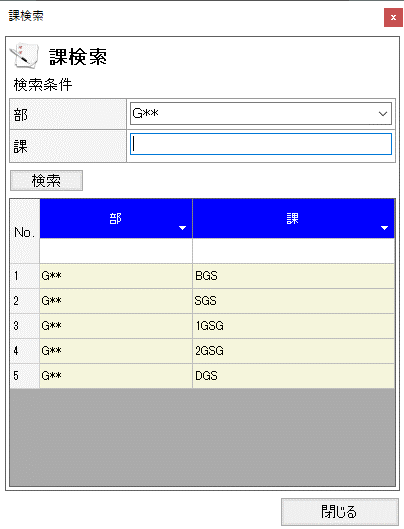 課検索
x
課検索
検索条件
部 G**
課
検索
No. 部 課
1 G** BGS
2 G** SGS
3 G** 1GSG
4 G** 2GSG
5 G** DGS
閉じる